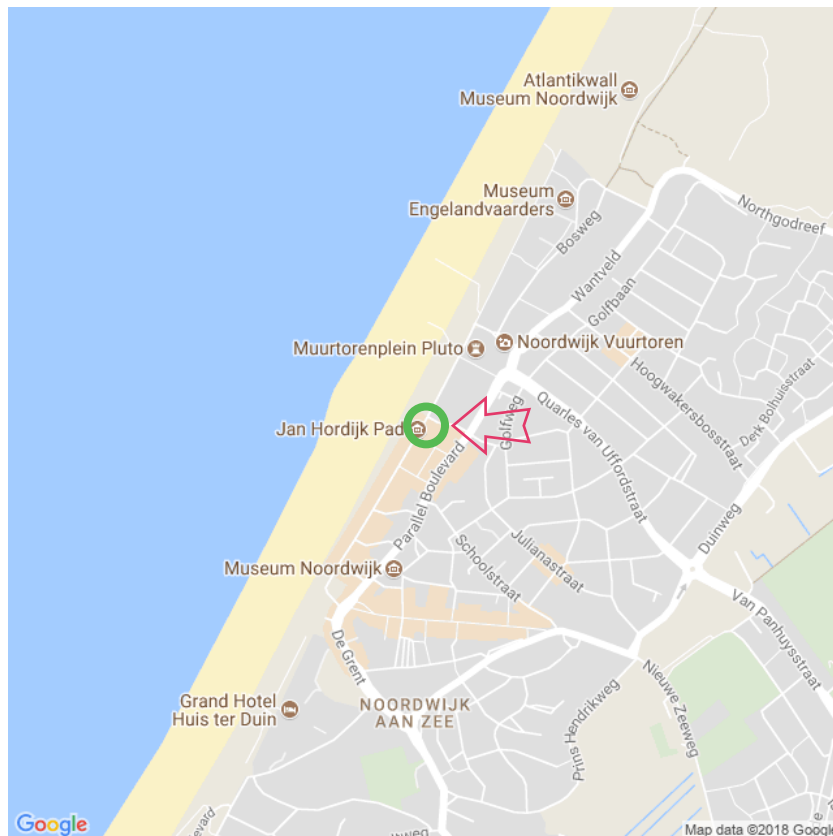 Atlantikwall
Museum Noordwijk
Museum
Engelandvaarders
Bosweg
Northgodreef
Wantveld
Golfbaan
Muurtorenplein Pluto
Noordwijk Vuurtoren
Hoogwakersbosstraat
Derk Bolhuisstraat
Quarles van Uffordstraat
Golfweg
Jan Hordijk Pad
Parallel Boulevard
Duinweg
Schoolstraat
Julianastraat
Museum Noordwijk
Van Panhuysstraat
De Grent
Nieuwe Zeeweg
Prins Hendrikweg
Grand Hotel
Huis ter Duin
NOORDWIJK
AAN ZEE
Google
Map data ©2018 Google